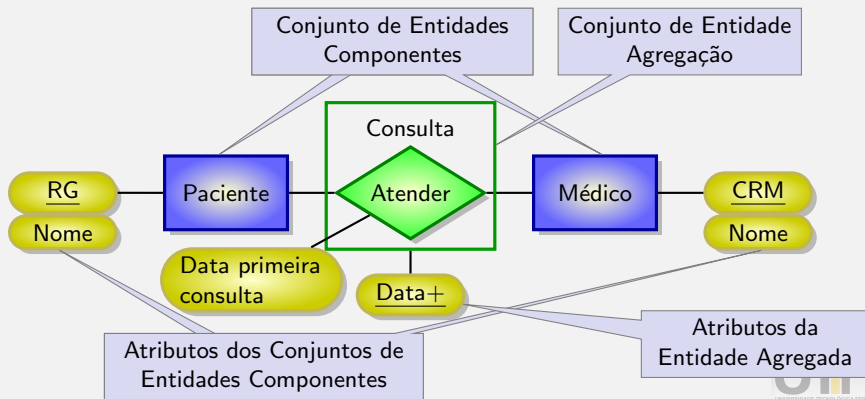 Conjunto de Entidades
Componentes
Conjunto de Entidade
Agregação
Consulta
RG
Nome
Paciente
Atender
Médico
CRM
Nome
Data primeira
consulta
Data+
Atributos dos Conjuntos de
Entidades Componentes
Atributos da
Entidade Agregada